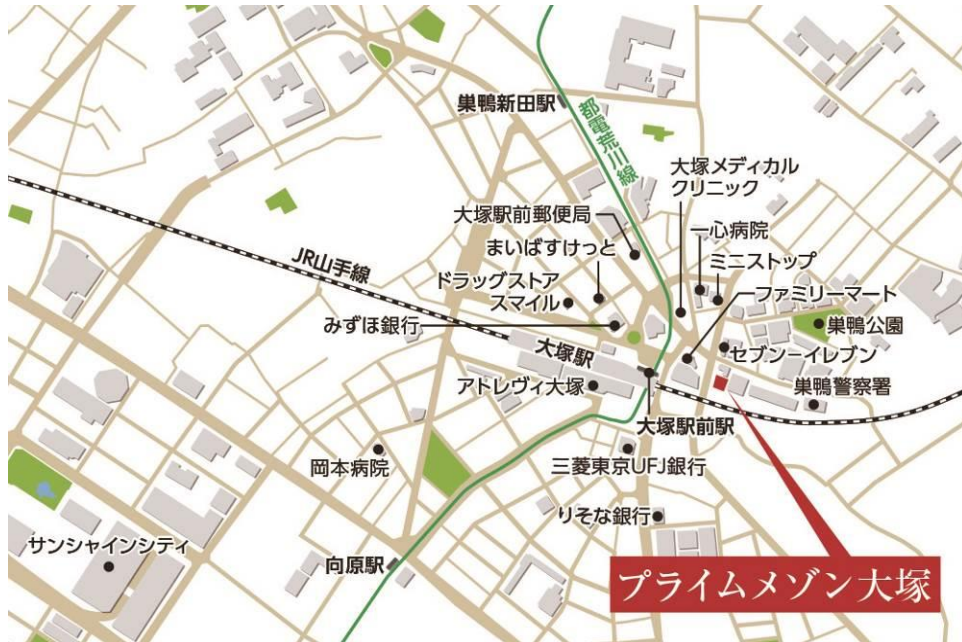 巣鴨新田駅
都電荒川線
大塚メディカル
クリニック
大塚駅前郵便局
一心病院
まいばすけっと
ミニストップ
JR山手線
ドラッグストア
スマイル
ファミリーマート
みずほ銀行
巣鴨公園
大塚駅
セブンーイレブン
アトレヴィ大塚
巣鴨警察署
大塚駅前駅
岡本病院
三菱東京UFJ銀行
りそな銀行
サンシャインシティ
向原駅
プライムメゾン大塚